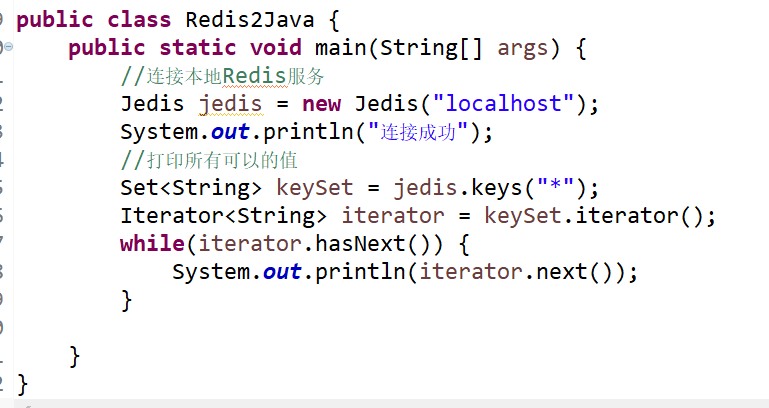 public class Redis2Java {
public static void main(String[] args) {
//连接本地Redis服务
Jedis jedis = new Jedis("localhost");
System.out.println("连接成功");
//打印所有可以的值
Set<String> keySet = jedis.keys("*");
Iterator<String> iterator = keySet.iterator();
while(iterator.hasNext()) {
System.out.println(iterator.next());
}
}
}